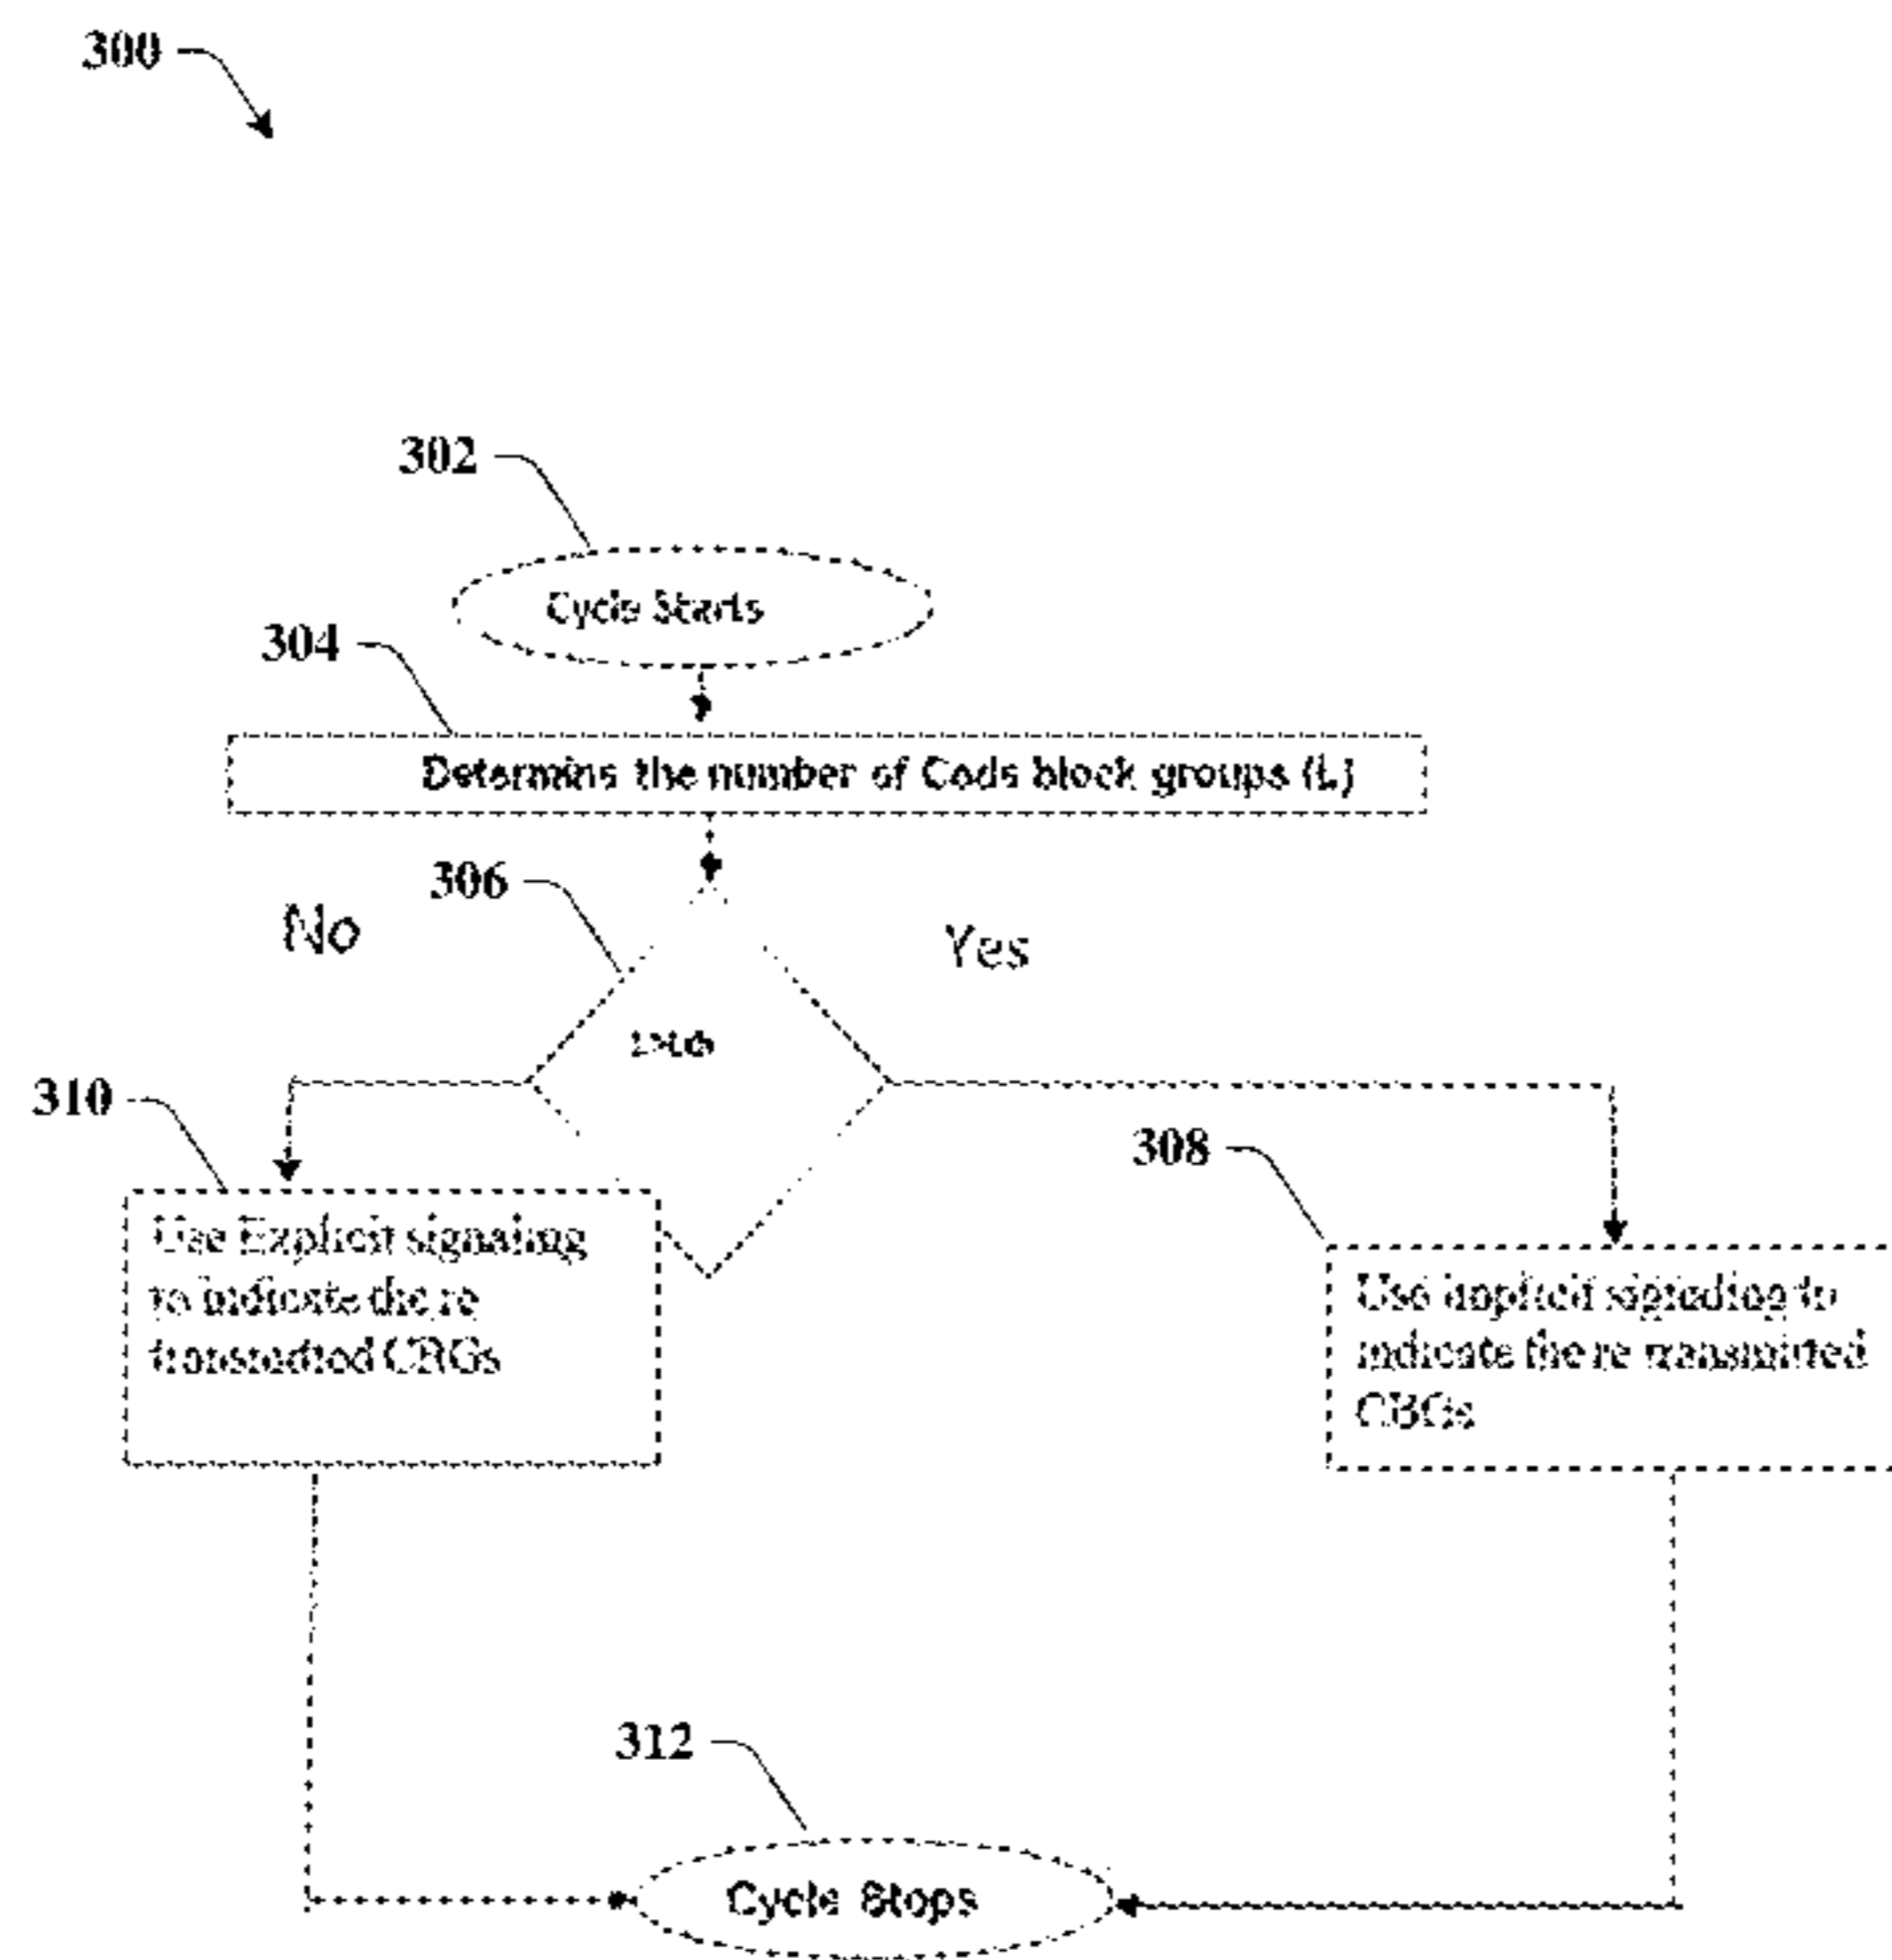 300
302
Cycle Starts
304
Determine the number of Code block groups (L)
306
No
Yes
310
308
Use Explicit signaling
to indicate the re
transmitted CBGs
Use implicit signaling to
indicate the re transmitted
CBGs
312
Cycle Stops